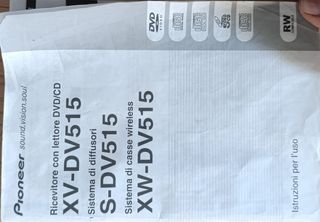 Pioneer sound.vision.soul
Ricevitore con lettore DVD/CD
XV-DV515
Sistema di diffusori
S-DV515
Sistema di casse wireless
XW-DV515
DVD
VIDEO
RW
Istruzioni per l'uso